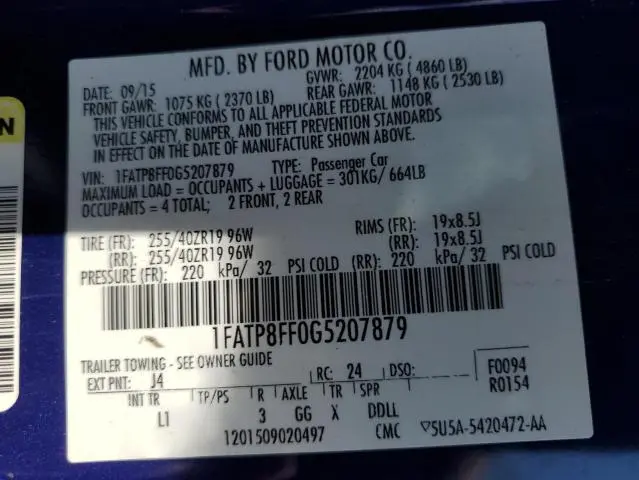 MFD. BY FORD MOTOR CO.
DATE: 09/15 GVWR: 2204 KG ( 4860 LB)
FRONT GAWR: 1075 KG ( 2370 LB) REAR GAWR: 1148 KG ( 2530 LB)
THIS VEHICLE CONFORMS TO ALL APPLICABLE FEDERAL MOTOR
VEHICLE SAFETY, BUMPER, AND THEFT PREVENTION STANDARDS
IN EFFECT ON THE DATE OF MANUFACTURE SHOWN ABOVE.
VIN: 1FATP8FF0G5207879 TYPE: Passenger Car
MAXIMUM LOAD = OCCUPANTS + LUGGAGE = 301KG/ 664LB
OCCUPANTS = 4 TOTAL; 2 FRONT, 2 REAR
TIRE (FR): 255/40ZR19 96W RIMS (FR): 19x8.5J
(RR): 255/40ZR19 96W (RR): 19x8.5J
PRESSURE (FR): 220 kPa/ 32 PSI COLD (RR): 220 kPa/ 32 PSI COLD
1FATP8FF0G5207879
TRAILER TOWING - SEE OWNER GUIDE
EXT PNT: J4 RC: 24 DSO: F0094
R0154
INT TR TP/PS R AXLE TR SPR
L1 3 GG X DDLL
1201509020497 CMC ▽5U5A-5420472-AA
N